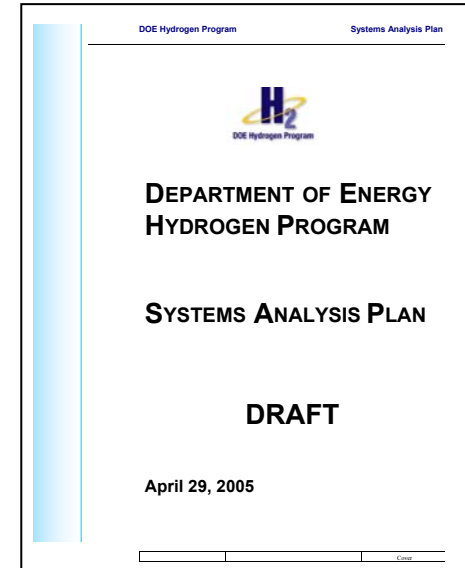 DOE Hydrogen Program Systems Analysis Plan
H2
DOE Hydrogen Program
DEPARTMENT OF ENERGY
HYDROGEN PROGRAM
SYSTEMS ANALYSIS PLAN
DRAFT
April 29, 2005
Cover